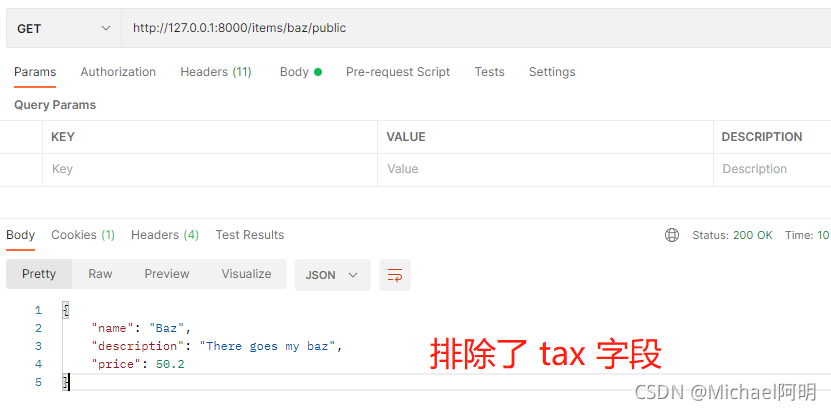 GET http://127.0.0.1:8000/items/baz/public
Params Authorization Headers (11) Body Pre-request Script Tests Settings
Query Params
KEY VALUE DESCRIPTION
Key Value Description
Body Cookies (1) Headers (4) Test Results Status: 200 OK Time: 10
Pretty Raw Preview Visualize JSON
1 {
2 "name": "Baz",
3 "description": "There goes my baz",
4 "price": 50.2
5 }
排除了 tax 字段
CSDN @Michael阿明